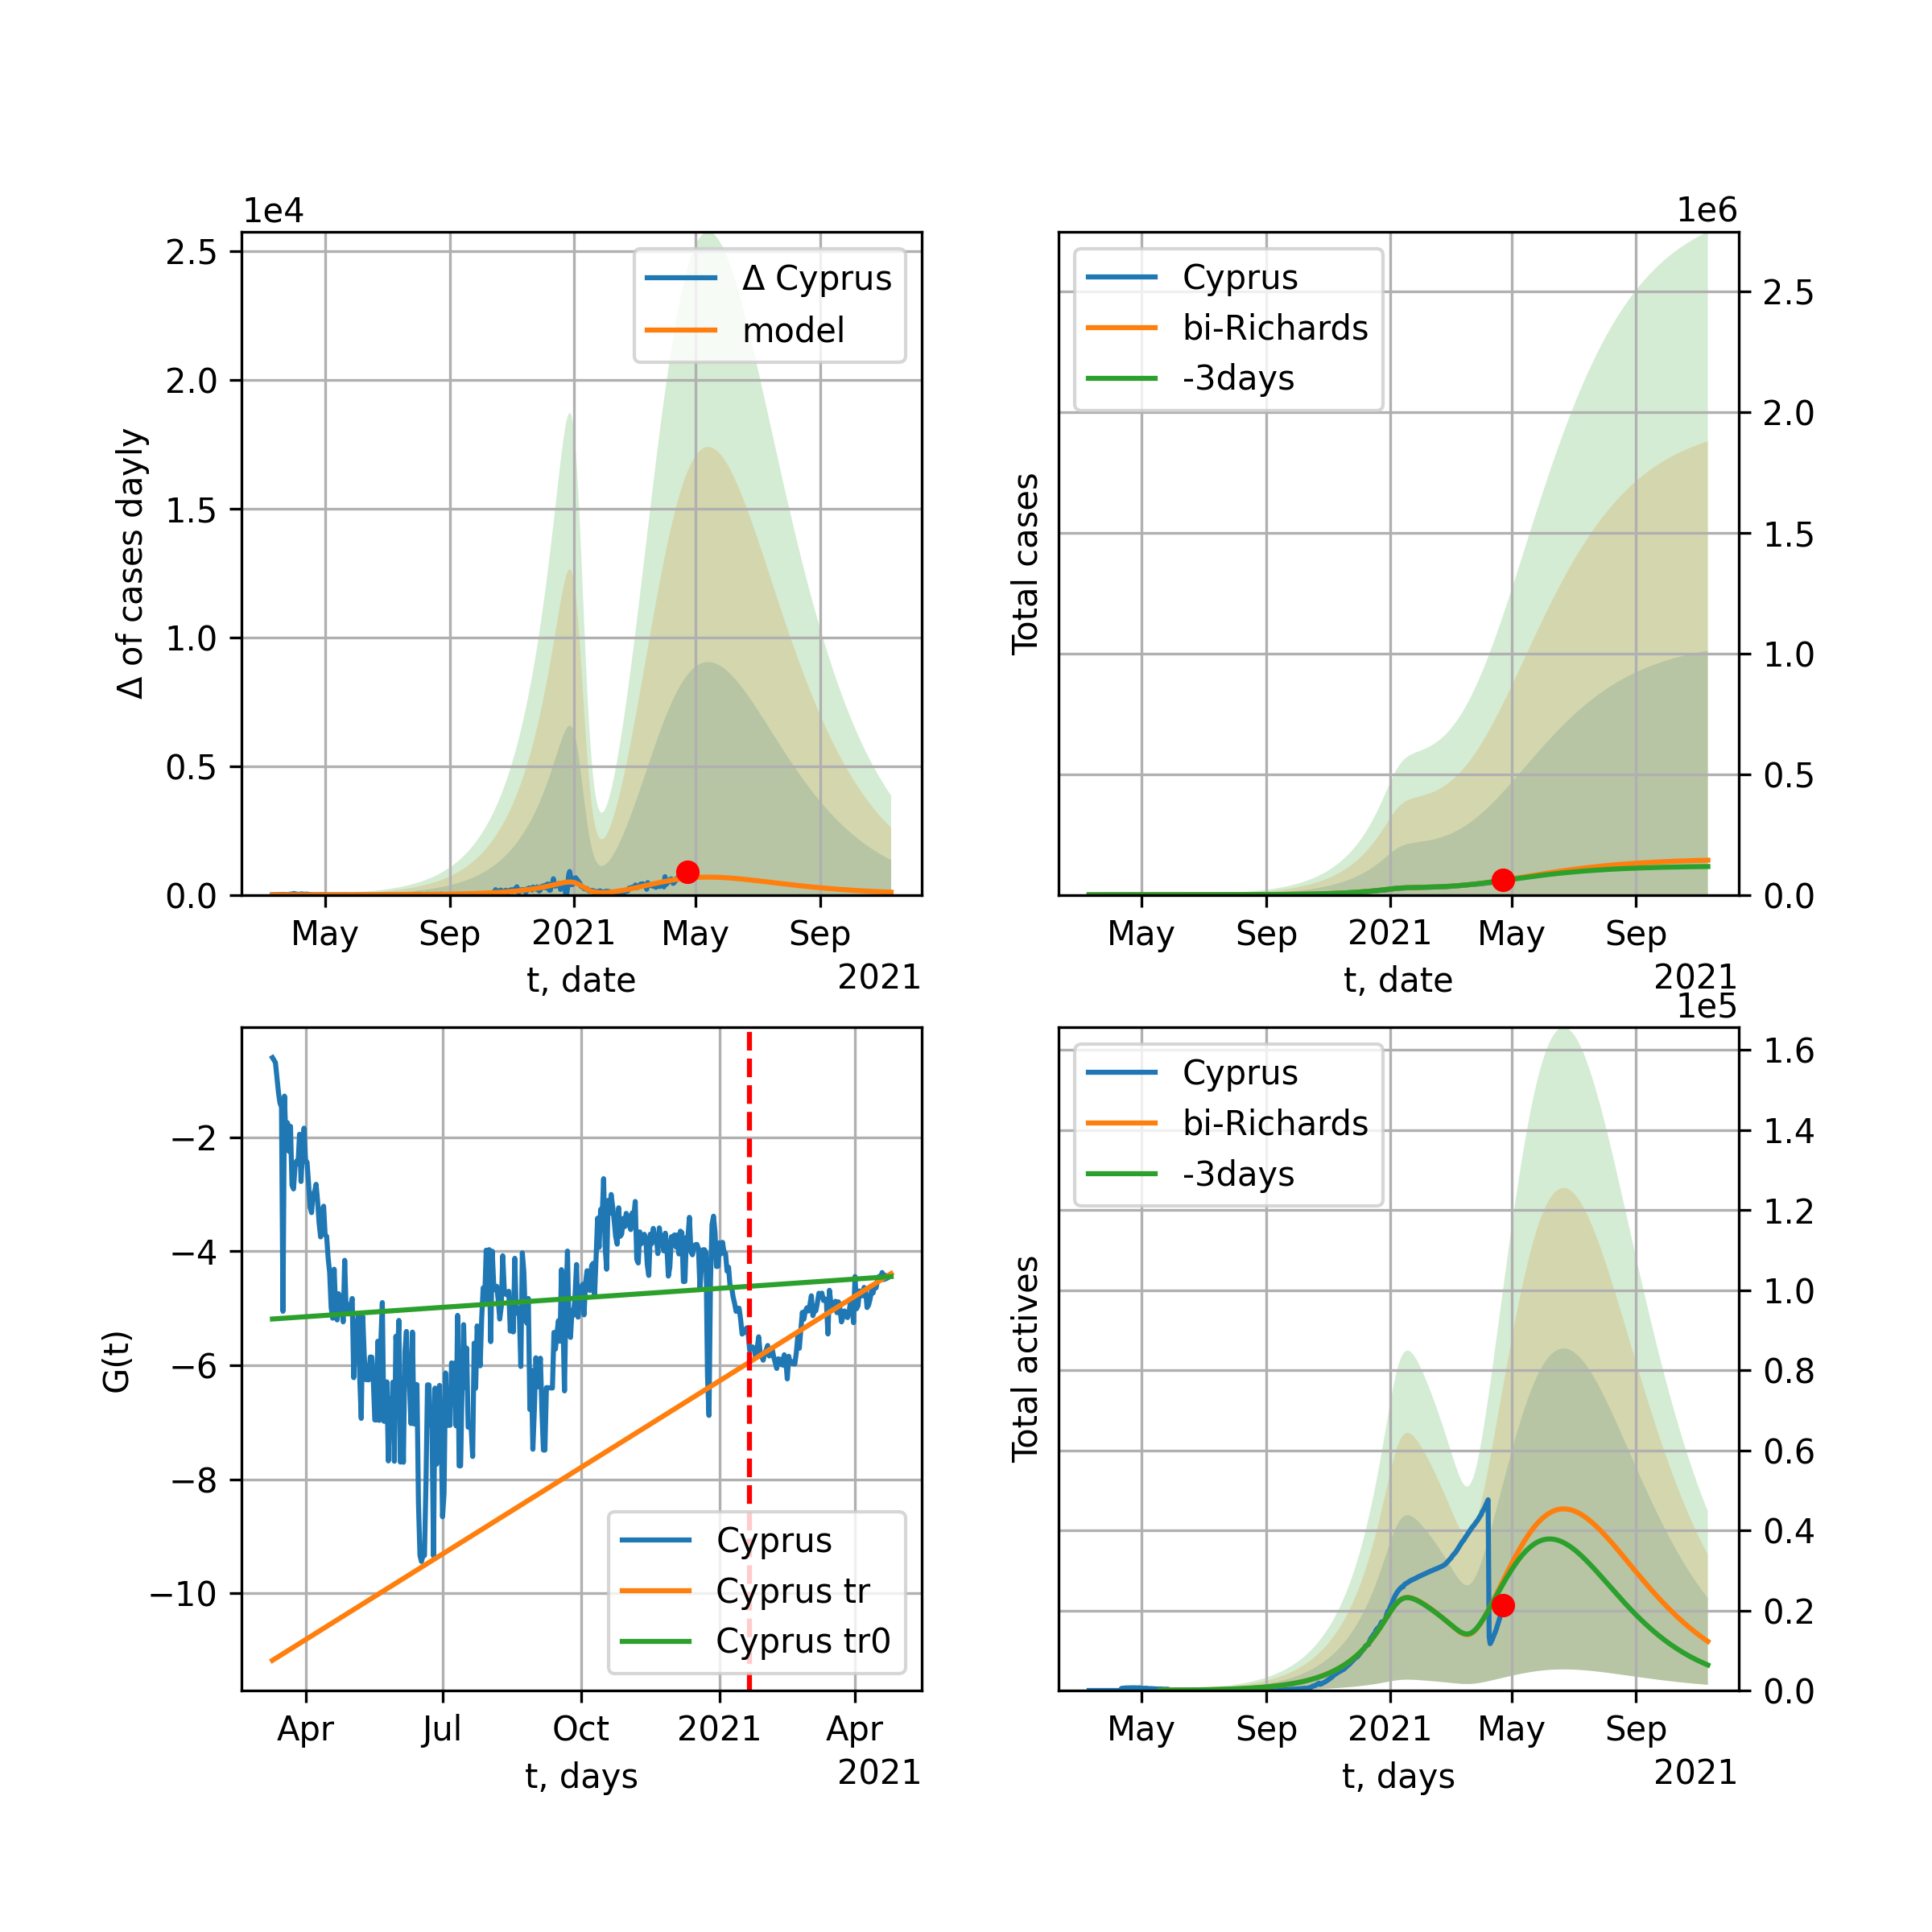 1e4
2.5
2.0
1.5
1.0
0.5
0.0
Δ of cases dayly
Δ Cyprus
model
May
Sep
2021
May
Sep
t, date
2021
1e6
Total cases
Cyprus
bi-Richards
-3days
2.5
2.0
1.5
1.0
0.5
0.0
May
Sep
2021
May
Sep
t, date
2021
G(t)
−2
−4
−6
−8
−10
Cyprus
Cyprus tr
Cyprus tr0
Apr
Jul
Oct
2021
Apr
t, days
2021
1e5
Total actives
Cyprus
bi-Richards
-3days
1.6
1.4
1.2
1.0
0.8
0.6
0.4
0.2
0.0
May
Sep
2021
May
Sep
t, days
2021